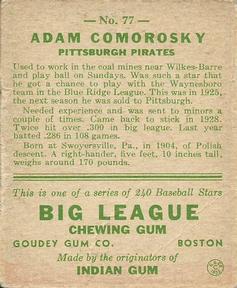 — No. 77 —
ADAM COMOROSKY
PITTSBURGH PIRATES
Used to work in the coal mines near Wilkes-Barre
and play ball on Sundays. Was such a star that
he got a chance to play with the Waynesboro
team in the Blue Ridge League. This was in 1925,
the next season he was sold to Pittsburgh.
Needed experience and was sent to minors a
couple of times. Came back to stick in 1928.
Twice hit over .300 in big league. Last year
batted .286 in 108 games.
Born at Swoyersville, Pa., in 1904, of Polish
descent. A right-hander, five feet, 10 inches tall,
weighs around 170 pounds.
This is one of a series of 240 Baseball Stars
BIG LEAGUE
CHEWING GUM
GOUDEY GUM CO. BOSTON
Made by the originators of
INDIAN GUM